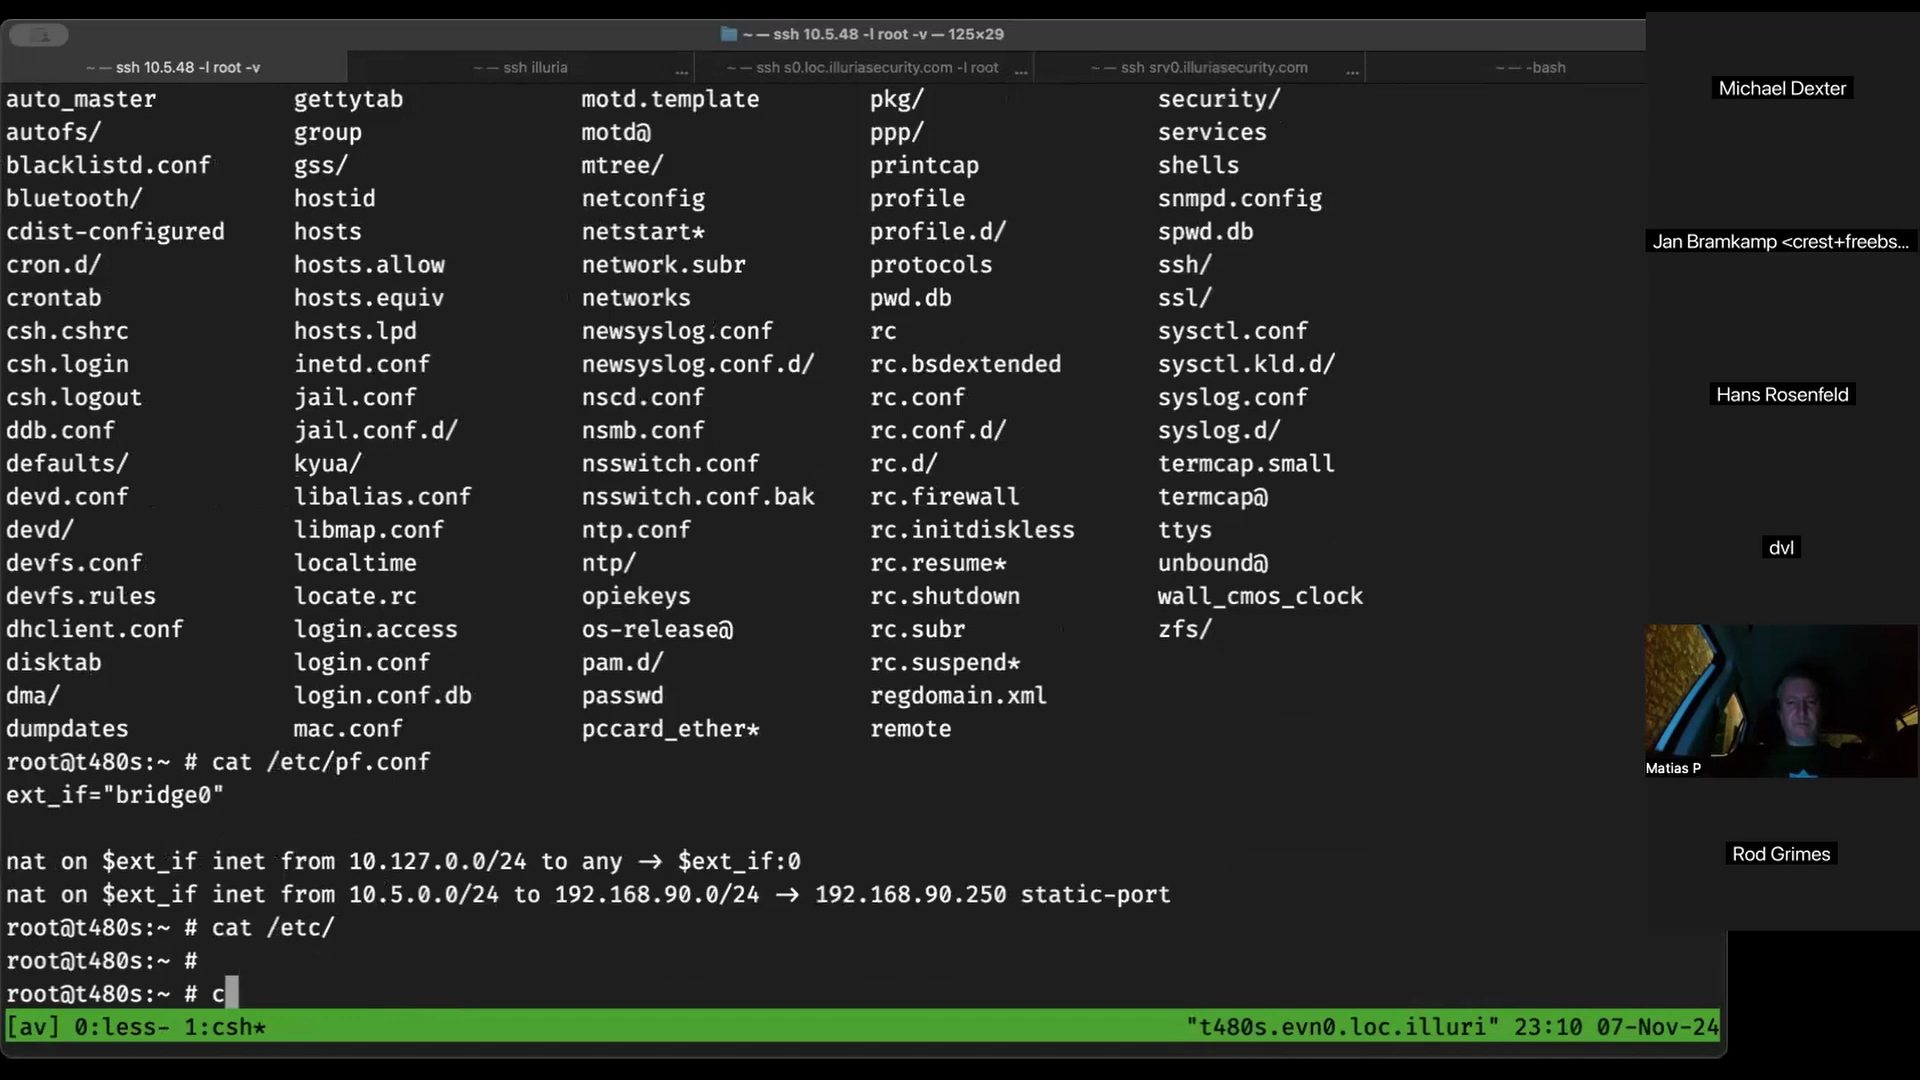 ~ — ssh 10.5.48 -l root -v — 125×29
~ — ssh 10.5.48 -l root -v
~ — ssh illuria ...
~ — ssh s0.loc.illuriasecurity.com -l root ...
~ — ssh srv0.illuriasecurity.com ...
~ — -bash
auto_master gettytab motd.template pkg/ security/
autofs/ group motd@ ppp/ services
blacklistd.conf gss/ mtree/ printcap shells
bluetooth/ hostid netconfig profile snmpd.config
cdist-configured hosts netstart* profile.d/ spwd.db
cron.d/ hosts.allow network.subr protocols ssh/
crontab hosts.equiv networks pwd.db ssl/
csh.cshrc hosts.lpd newsyslog.conf rc sysctl.conf
csh.login inetd.conf newsyslog.conf.d/ rc.bsdextended sysctl.kld.d/
csh.logout jail.conf nscd.conf rc.conf syslog.conf
ddb.conf jail.conf.d/ nsmb.conf rc.conf.d/ syslog.d/
defaults/ kyua/ nsswitch.conf rc.d/ termcap.small
devd.conf libalias.conf nsswitch.conf.bak rc.firewall termcap@
devd/ libmap.conf ntp.conf rc.initdiskless ttys
devfs.conf localtime ntp/ rc.resume* unbound@
devfs.rules locate.rc opiekeys rc.shutdown wall_cmos_clock
dhclient.conf login.access os-release@ rc.subr zfs/
disktab login.conf pam.d/ rc.suspend*
dma/ login.conf.db passwd regdomain.xml
dumpdates mac.conf pccard_ether* remote
root@t480s:~ # cat /etc/pf.conf
ext_if="bridge0"
nat on $ext_if inet from 10.127.0.0/24 to any -> $ext_if:0
nat on $ext_if inet from 10.5.0.0/24 to 192.168.90.0/24 -> 192.168.90.250 static-port
root@t480s:~ # cat /etc/
root@t480s:~ #
root@t480s:~ # c
[av] 0:less- 1:csh* "t480s.evn0.loc.illuri" 23:10 07-Nov-24
Michael Dexter
Jan Bramkamp <crest+freebs...
Hans Rosenfeld
dvl
Matias P
Rod Grimes